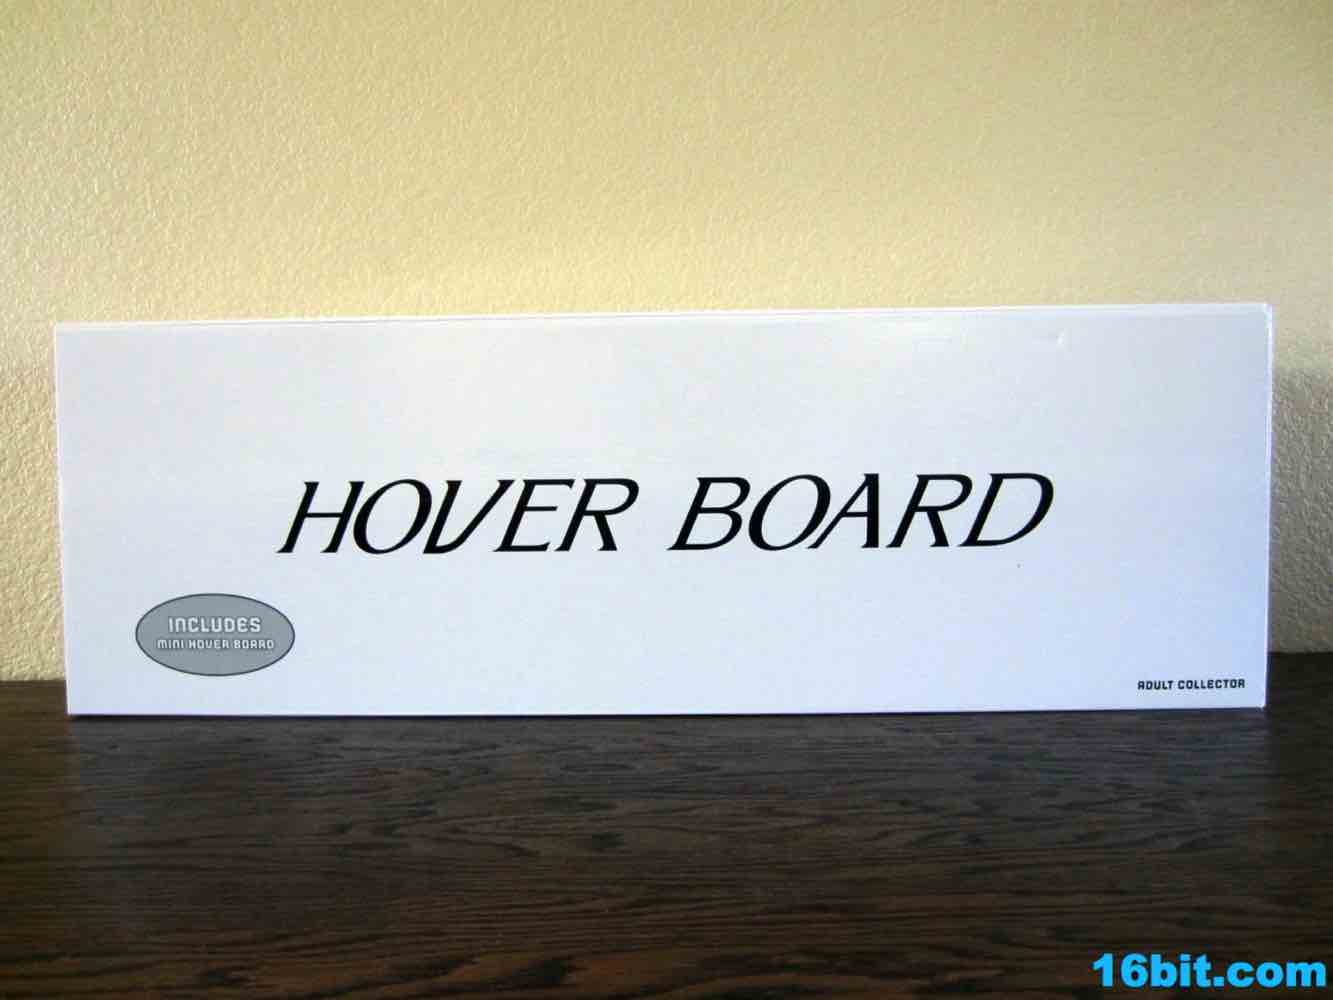 HOVER BOARD
INCLUDES
MINI HOVER BOARD
ADULT COLLECTOR
16bit.com